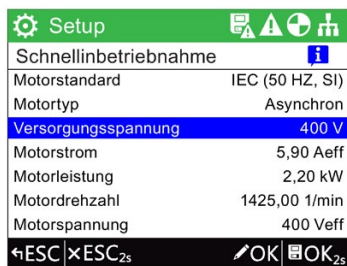 Setup
Schnellinbetriebnahme i
Motorstandard IEC (50 HZ, SI)
Motortyp Asynchron
Versorgungsspannung 400 V
Motorstrom 5,90 Aeff
Motorleistung 2,20 kW
Motordrehzahl 1425,00 1/min
Motorspannung 400 Veff
ESC ESC2s OK OK2s